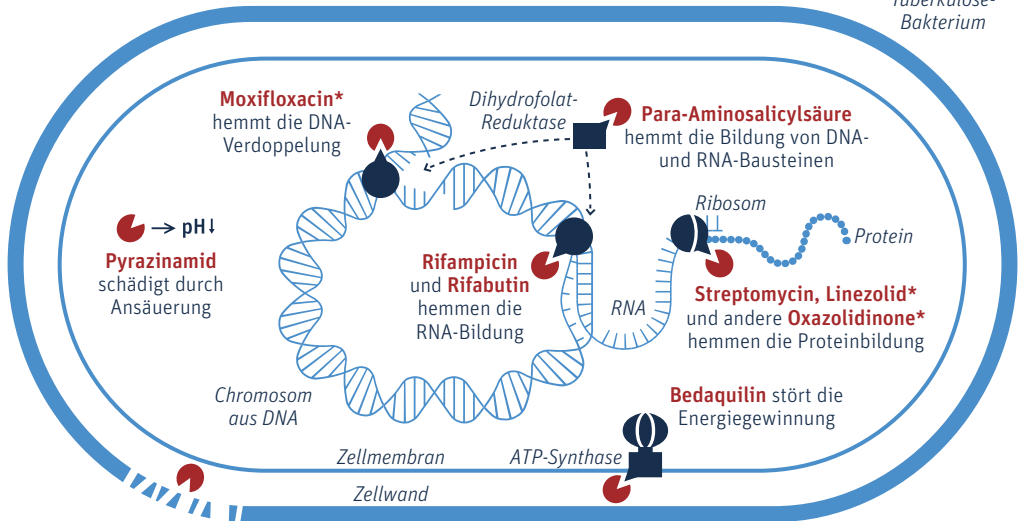 Tuberkulose-
Bakterium
Moxifloxacin*
hemmt die DNA-
Verdoppelung
Dihydrofolat-
Reduktase
Para-Aminosalicylsäure
hemmt die Bildung von DNA-
und RNA-Bausteinen
→ pH↓
Pyrazinamid
schädigt durch
Ansäuerung
Rifampicin
und Rifabutin
hemmen die
RNA-Bildung
RNA
Ribosom
Protein
Streptomycin, Linezolid*
und andere Oxazolidinone*
hemmen die Proteinbildung
Chromosom
aus DNA
Bedaquilin stört die
Energiegewinnung
Zellmembran
ATP-Synthase
Zellwand